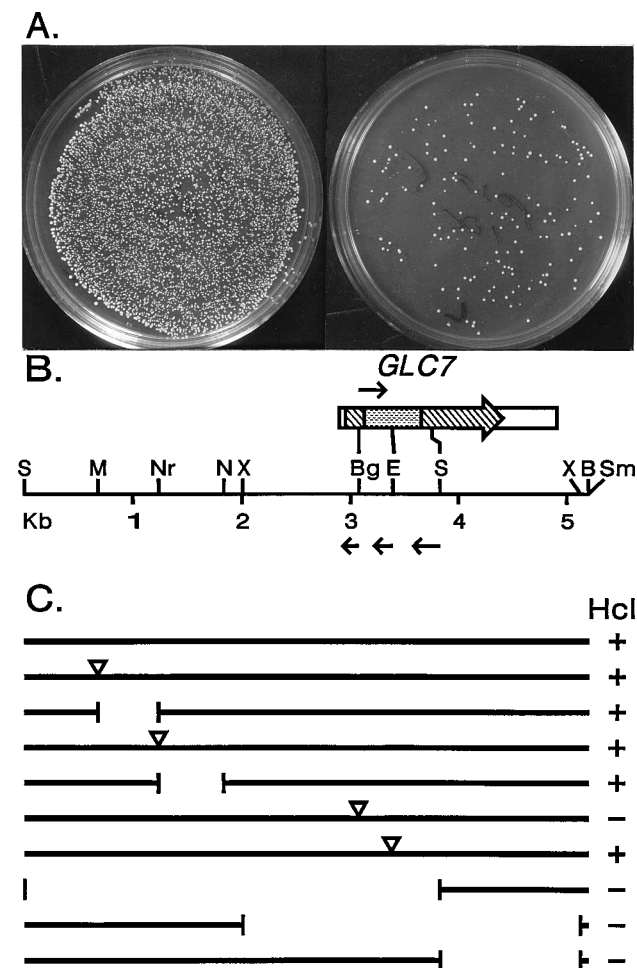 A.
B.
GLC7
S M Nr N X Bg E S X B Sm
Kb 1 2 3 4 5
C.
Hcl
+
+
+
+
+
−
+
−
−
−